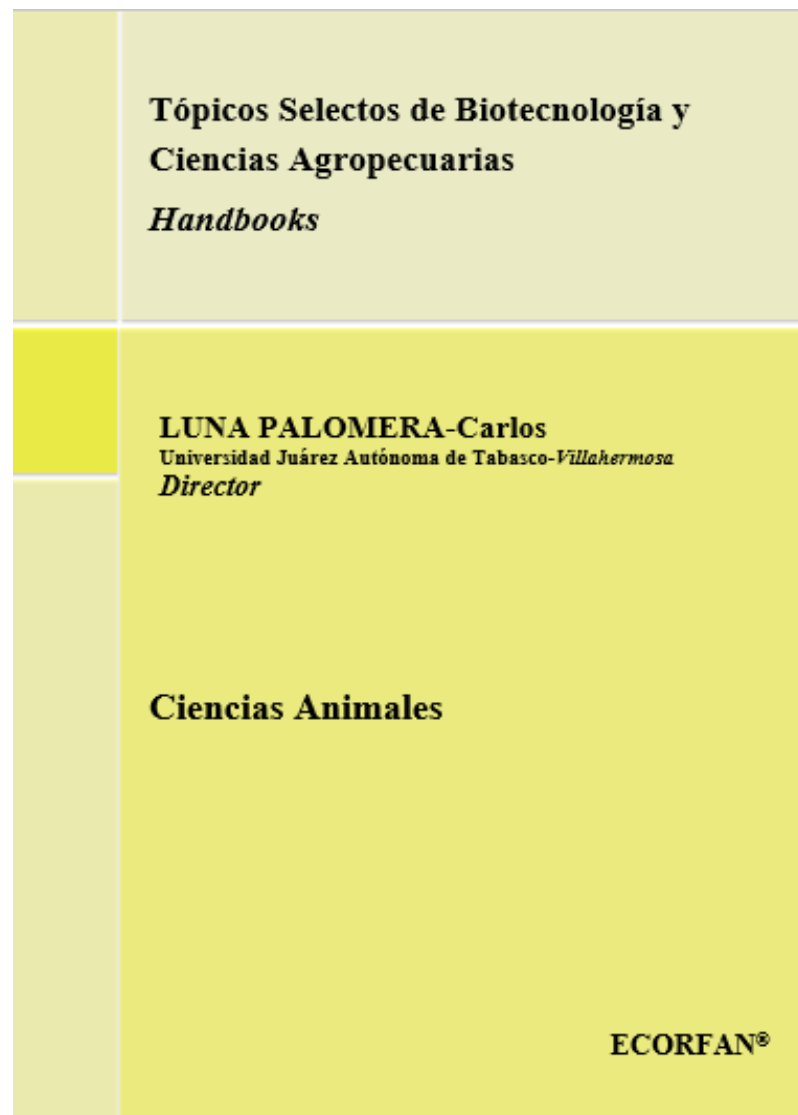 Tópicos Selectos de Biotecnología y
Ciencias Agropecuarias
Handbooks
LUNA PALOMERA-Carlos
Universidad Juárez Autónoma de Tabasco-Villahermosa
Director
Ciencias Animales
ECORFAN®